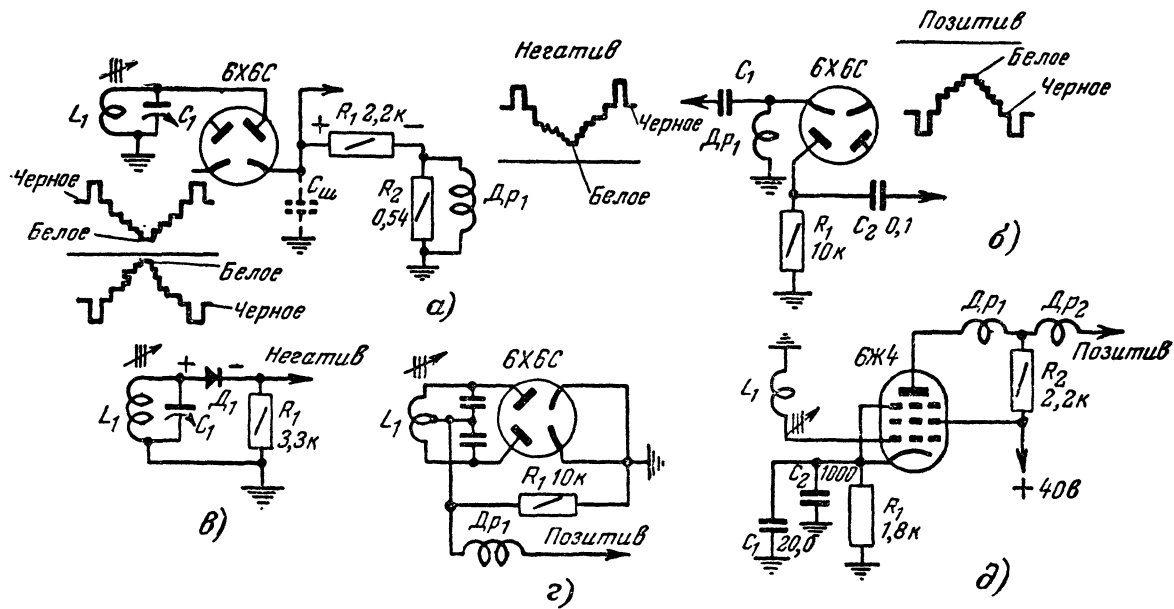 6Х6С
L₁
C₁
R₁ 2,2к
+
−
Cш
R₂
0,54
Др₁
Черное
Белое
Белое
Черное
а)
Негатив
Черное
Белое
C₁
6Х6С
Др₁
R₁
10к
C₂ 0,1
б)
Позитив
Белое
Черное
L₁
C₁
+
−
Д₁
Негатив
R₁
3,3к
в)
6Х6С
L₁
R₁ 10к
Др₁
Позитив
г)
L₁
6Ж4
Др₁
Др₂
Позитив
R₂
2,2к
+ 40в
C₂
1000
C₁
20,0
R₁
1,8к
д)